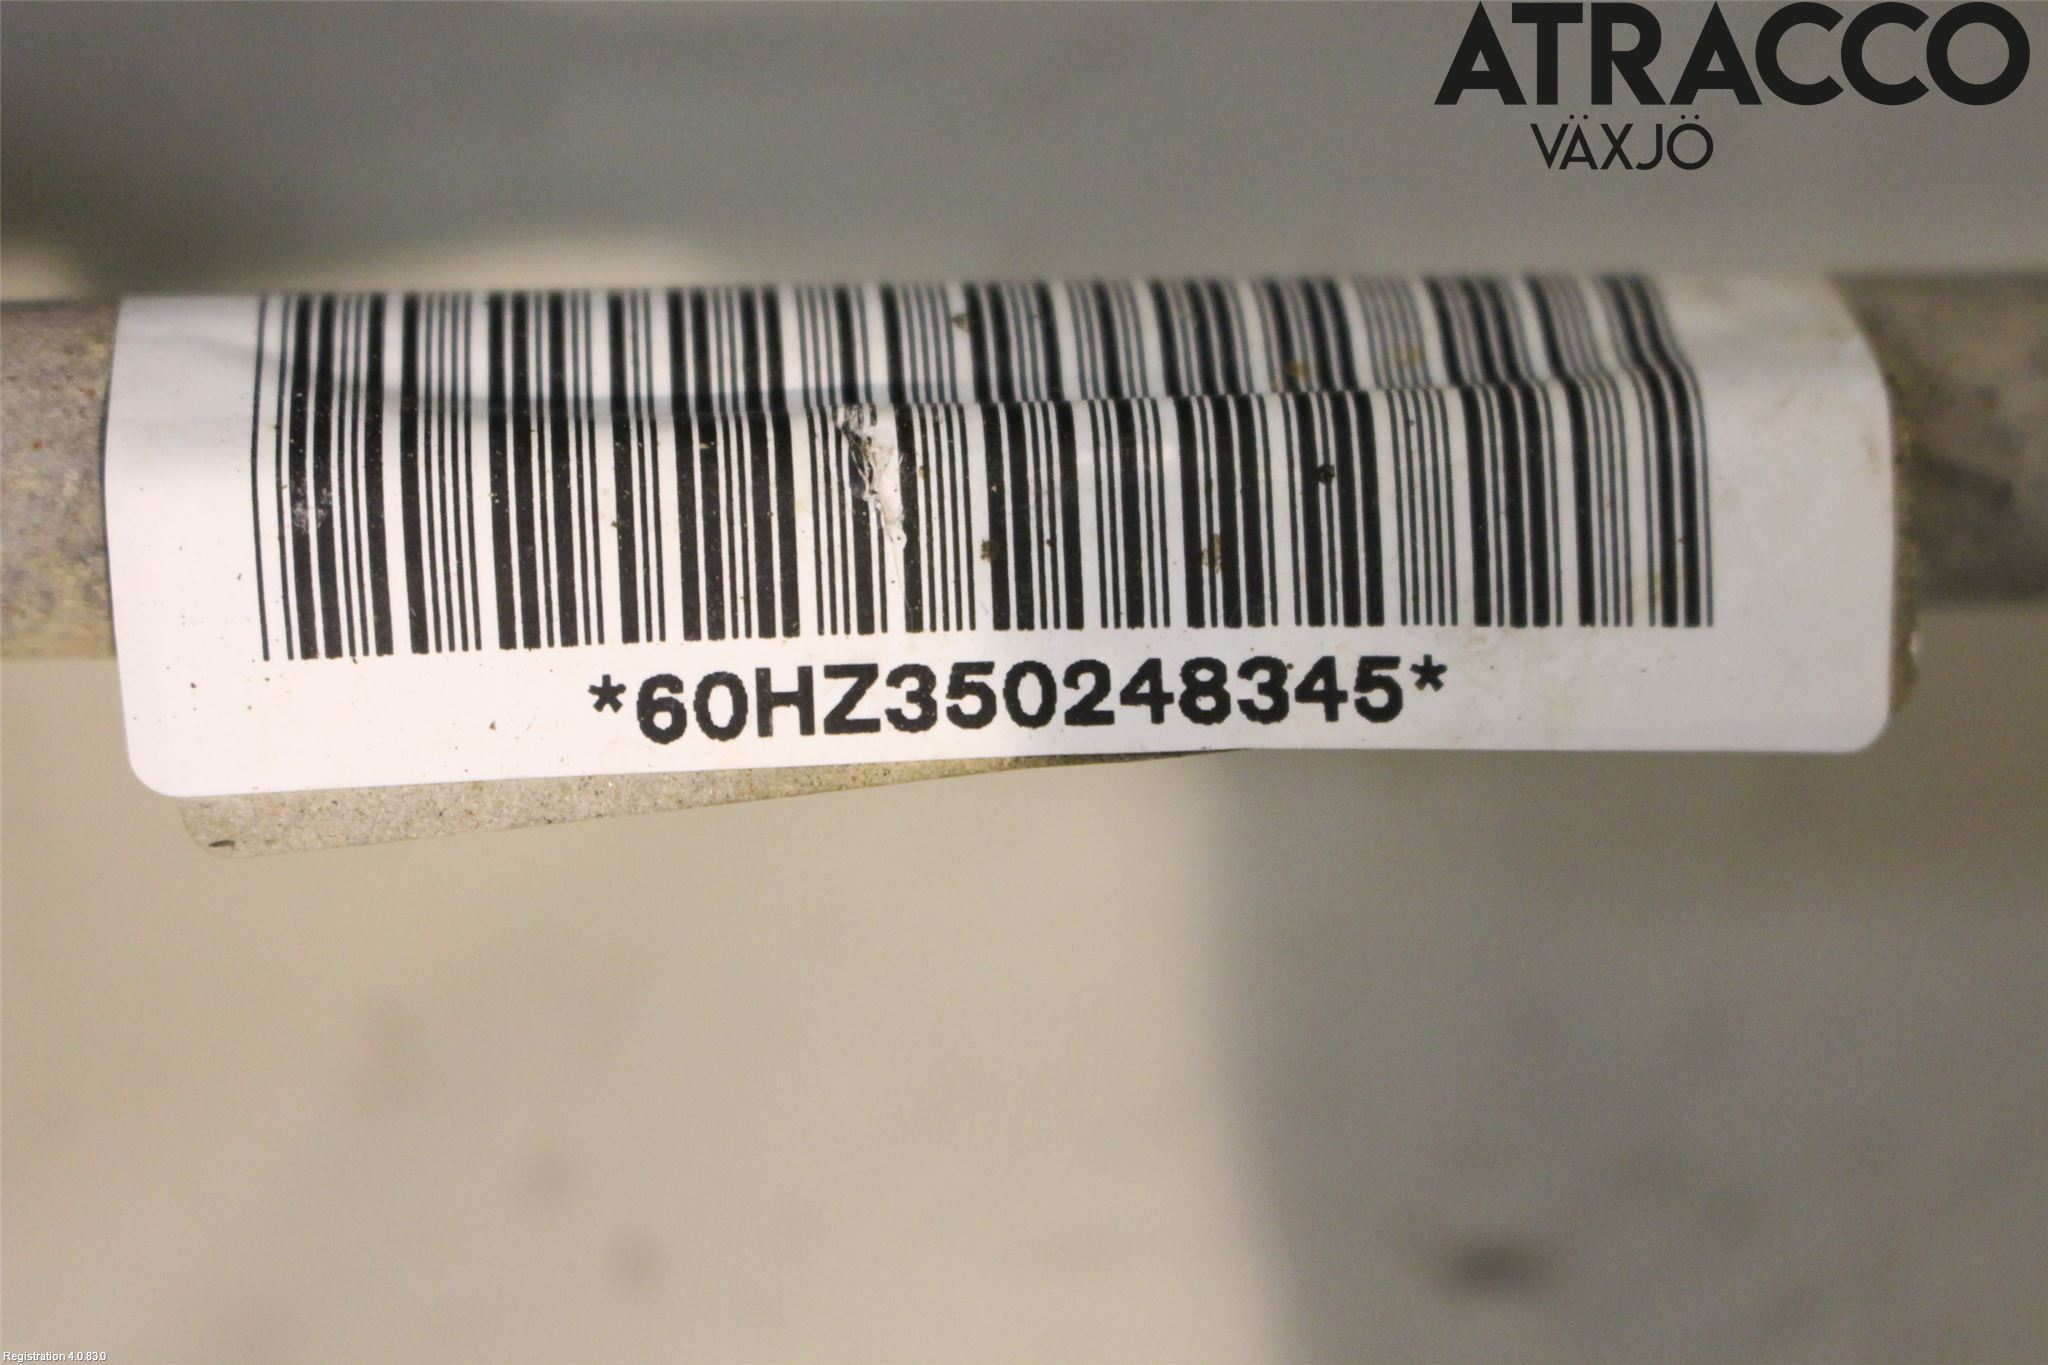 ATRACCO
VÄXJÖ
*60HZ350248345*
Registration 4.0.83.0